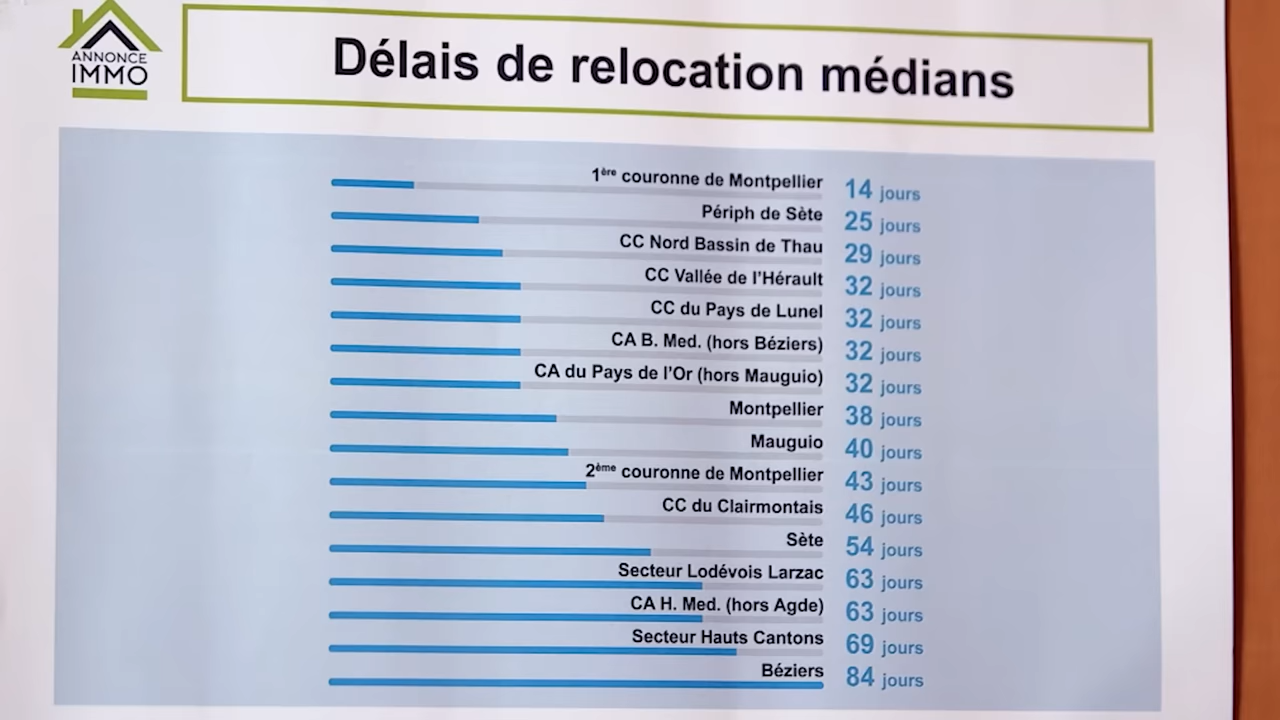 ANNONCE
IMMO
Délais de relocation médians
1ère couronne de Montpellier 14 jours
Périph de Sète 25 jours
CC Nord Bassin de Thau 29 jours
CC Vallée de l'Hérault 32 jours
CC du Pays de Lunel 32 jours
CA B. Med. (hors Béziers) 32 jours
CA du Pays de l'Or (hors Mauguio) 32 jours
Montpellier 38 jours
Mauguio 40 jours
2ème couronne de Montpellier 43 jours
CC du Clairmontais 46 jours
Sète 54 jours
Secteur Lodévois Larzac 63 jours
CA H. Med. (hors Agde) 63 jours
Secteur Hauts Cantons 69 jours
Béziers 84 jours